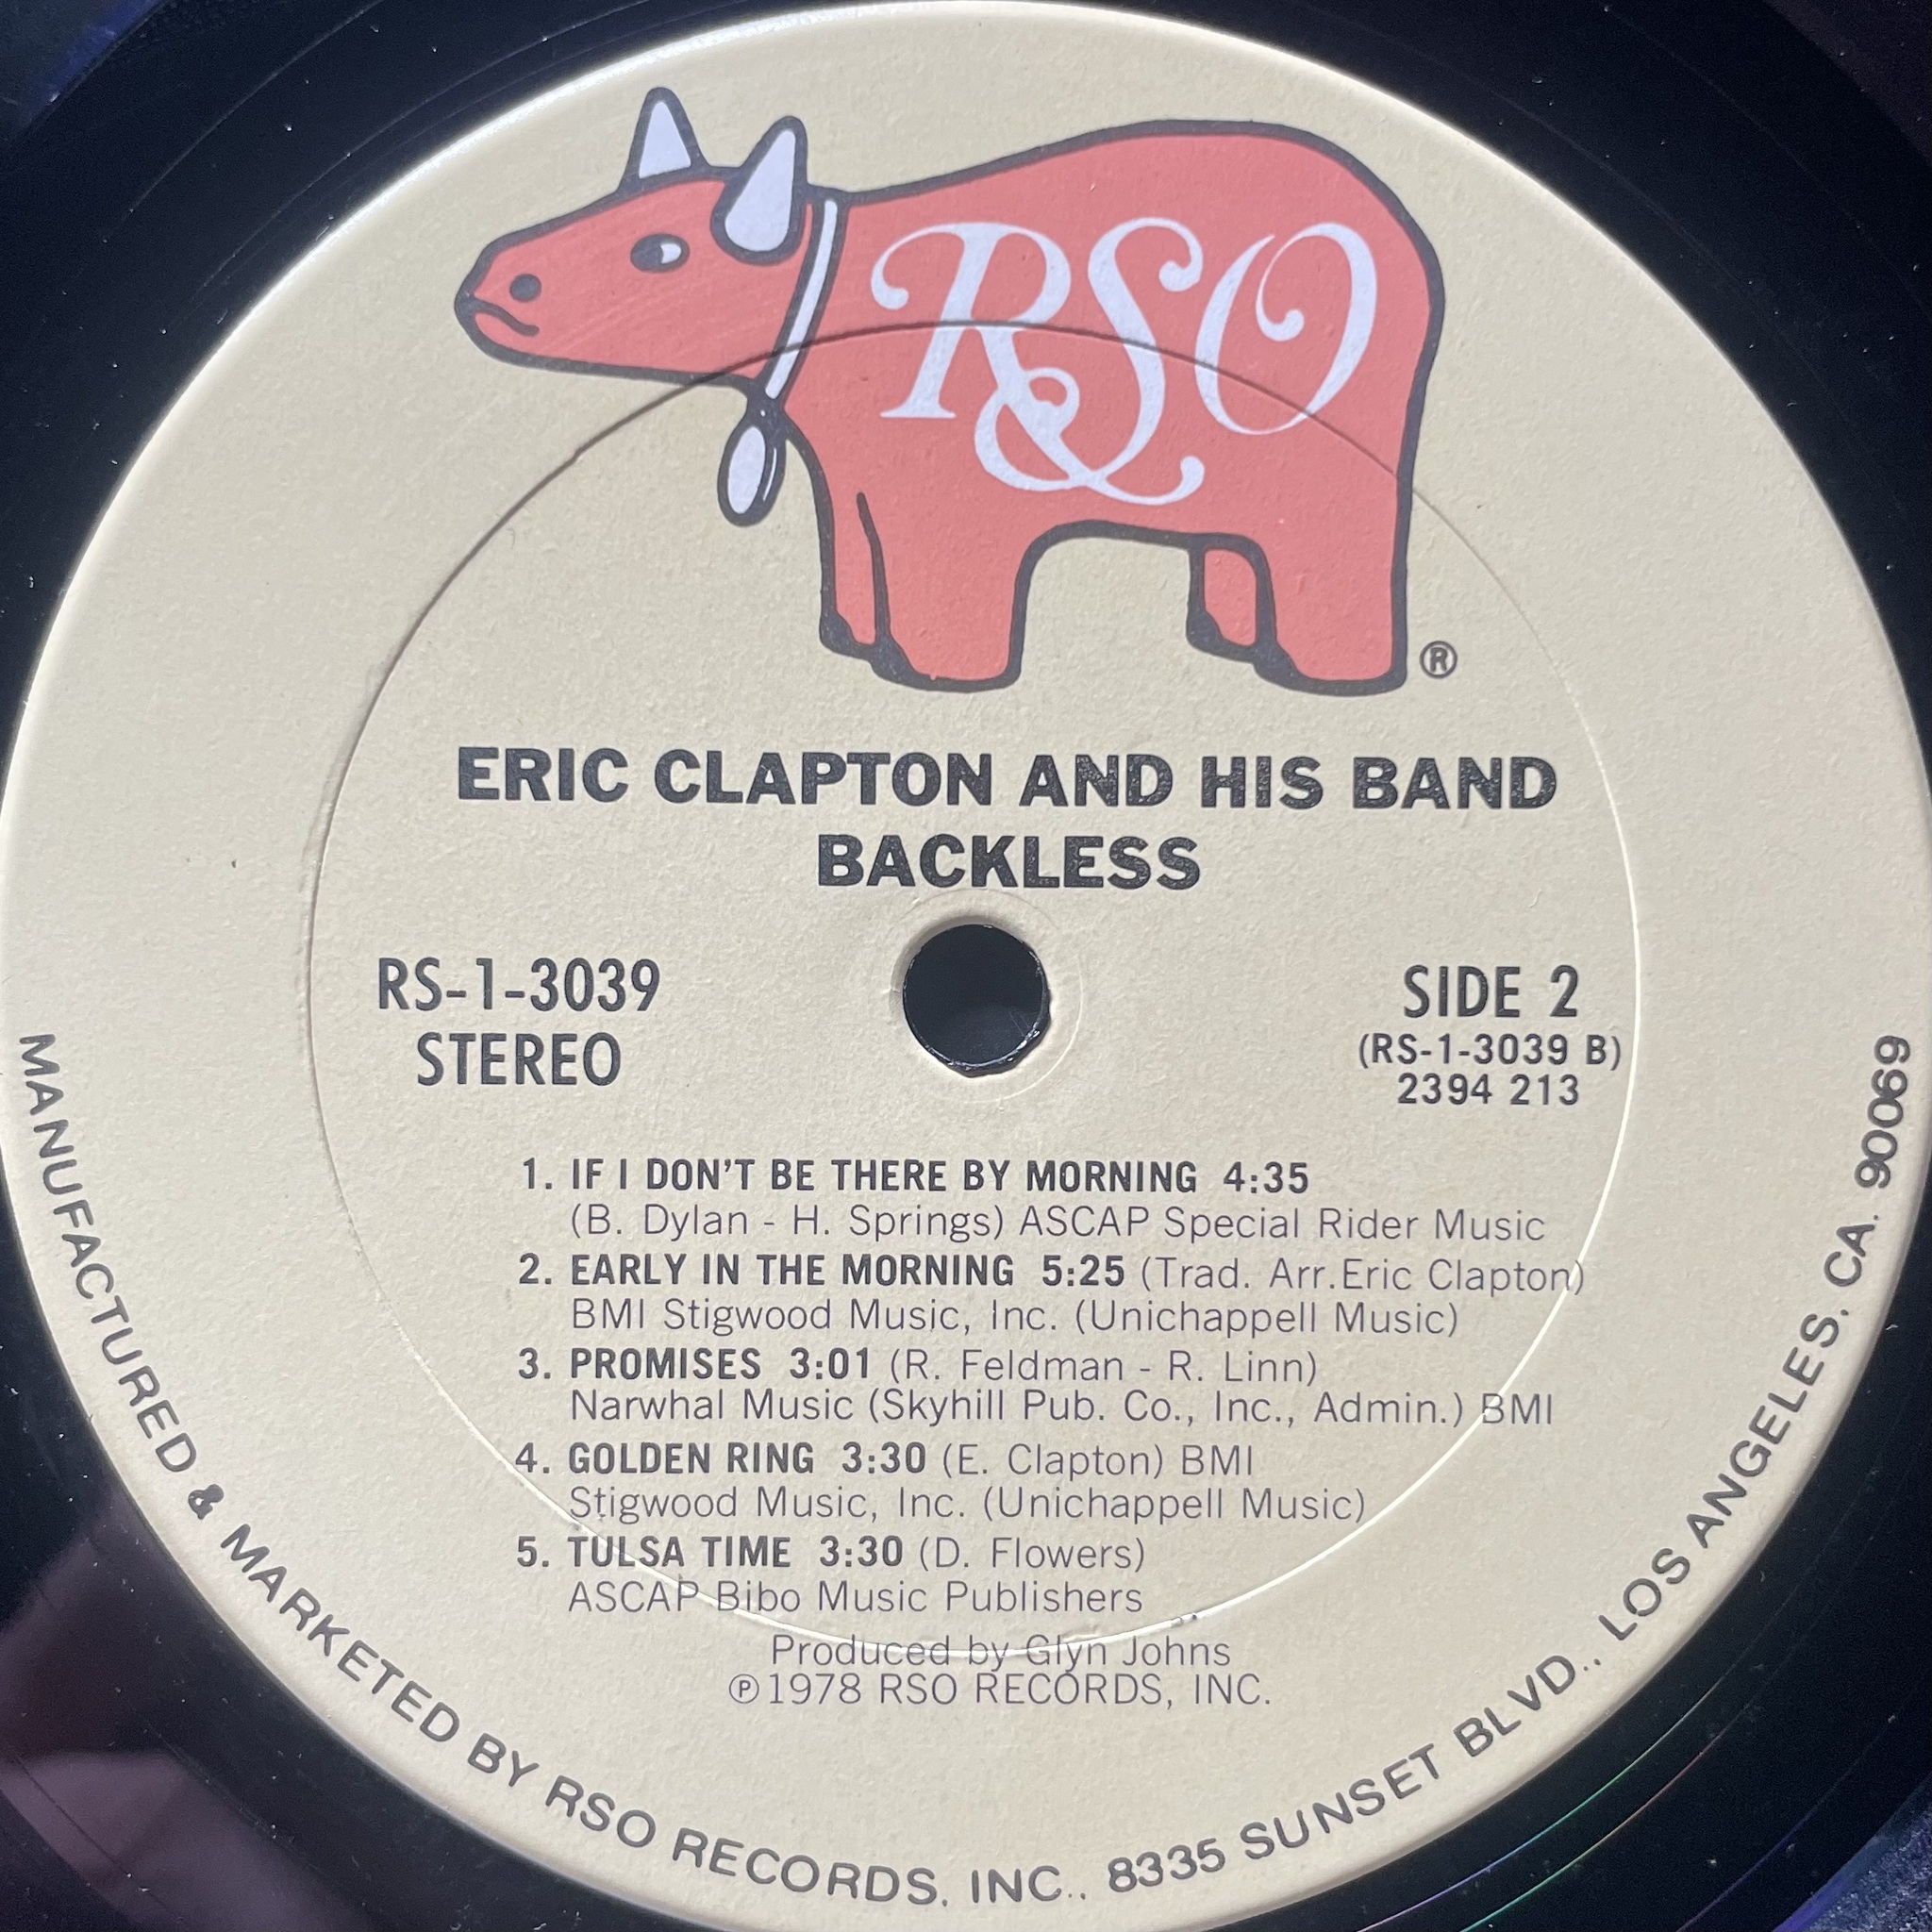 RSO
®
ERIC CLAPTON AND HIS BAND
BACKLESS
RS-1-3039
STEREO
SIDE 2
(RS-1-3039 B)
2394 213
1. IF I DON'T BE THERE BY MORNING 4:35
(B. Dylan - H. Springs) ASCAP Special Rider Music
2. EARLY IN THE MORNING 5:25 (Trad. Arr.Eric Clapton)
BMI Stigwood Music, Inc. (Unichappell Music)
3. PROMISES 3:01 (R. Feldman - R. Linn)
Narwhal Music (Skyhill Pub. Co., Inc., Admin.) BMI
4. GOLDEN RING 3:30 (E. Clapton) BMI
Stigwood Music, Inc. (Unichappell Music)
5. TULSA TIME 3:30 (D. Flowers)
ASCAP Bibo Music Publishers
Produced by Glyn Johns
℗1978 RSO RECORDS, INC.
MANUFACTURED & MARKETED BY RSO RECORDS, INC., 8335 SUNSET BLVD., LOS ANGELES, CA. 90069